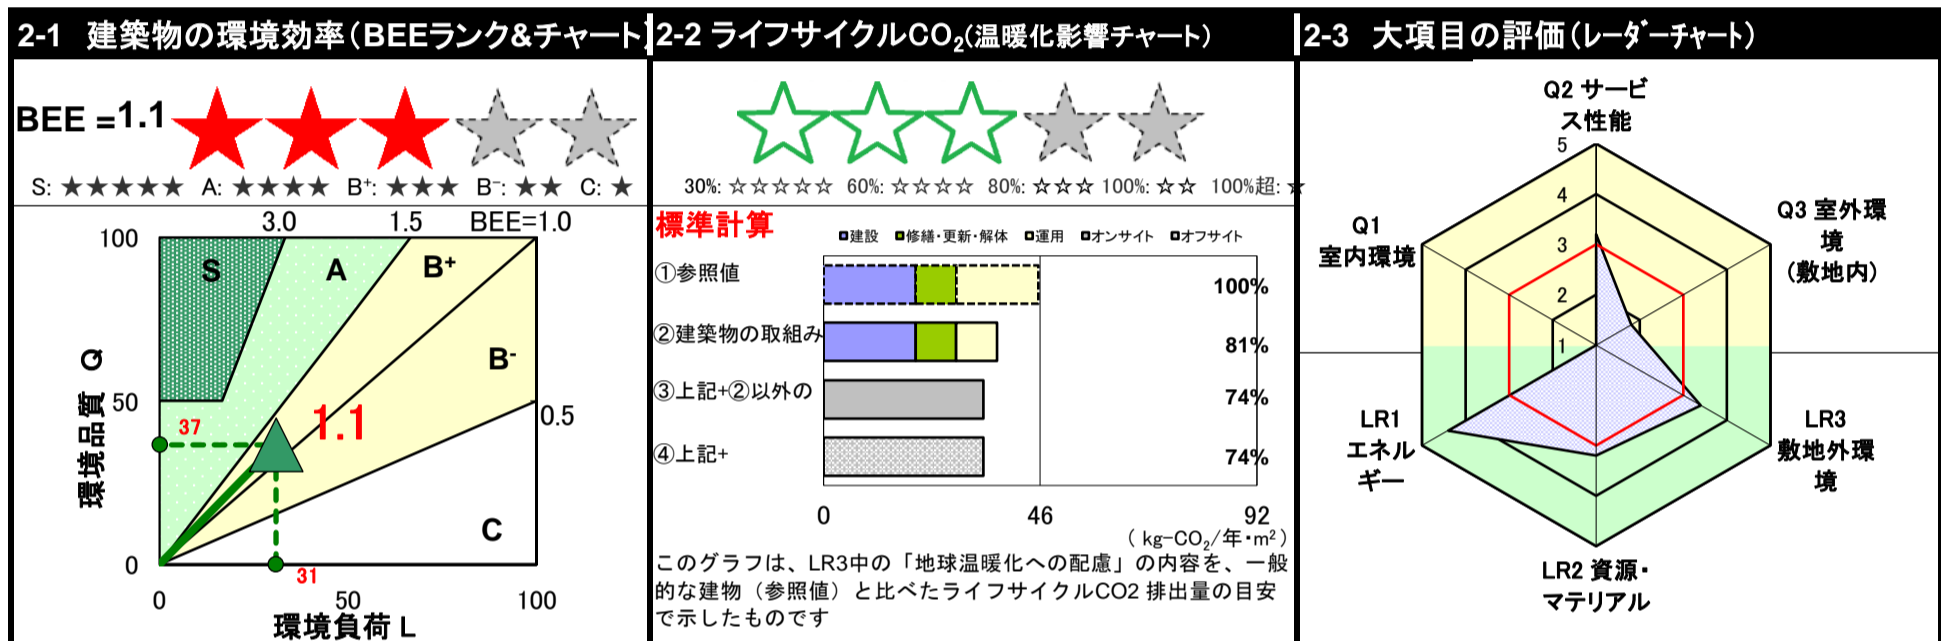 2-1 建築物の環境効率(BEEランク&チャート)
BEE =1.1
S: ★★★★★ A: ★★★★ B⁺: ★★★ B⁻: ★★ C: ★
3.0 1.5 BEE=1.0
100
S
A
B⁺
B⁻
50
0.5
37
1.1
環境品質 Q
C
0
31
0 50 100
環境負荷 L
2-2 ライフサイクルCO₂(温暖化影響チャート)
30%: ☆☆☆☆☆ 60%: ☆☆☆☆ 80%: ☆☆☆ 100%: ☆☆ 100%超: ☆
標準計算
建設 修繕・更新・解体 運用 オンサイト オフサイト
①参照値 100%
②建築物の取組み 81%
③上記+②以外の 74%
④上記+ 74%
0 46 92
( kg-CO₂/年・m² )
このグラフは、LR3中の「地球温暖化への配慮」の内容を、一般
的な建物（参照値）と比べたライフサイクルCO2 排出量の目安
で示したものです
2-3 大項目の評価(レーダーチャート)
Q2 サービ
ス性能
5
4
3
2
1
Q1
室内環境
Q3 室外環
境
(敷地内)
LR1
エネル
ギー
LR3
敷地外環
境
LR2 資源・
マテリアル